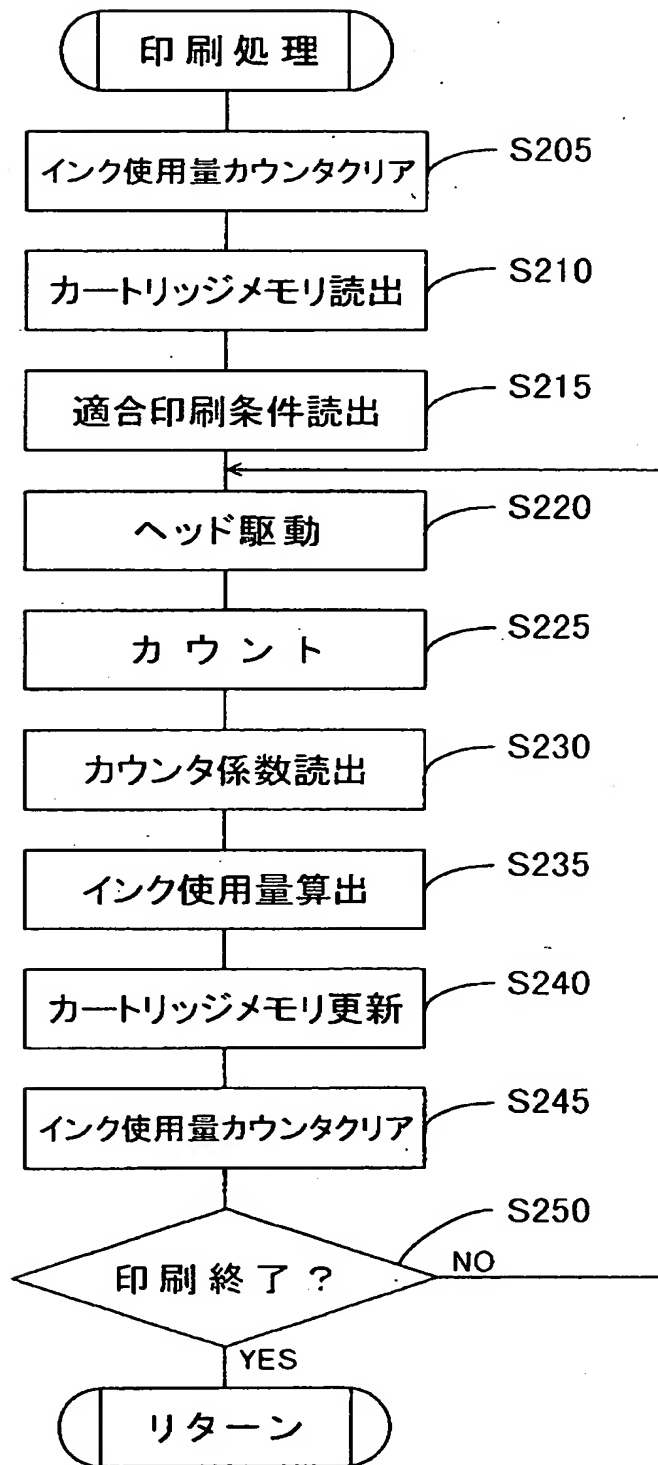 印刷処理
インク使用量カウンタクリア
S205
カートリッジメモリ読出
S210
適合印刷条件読出
S215
ヘッド駆動
S220
カウント
S225
カウンタ係数読出
S230
インク使用量算出
S235
カートリッジメモリ更新
S240
インク使用量カウンタクリア
S245
印刷終了?
S250
NO
YES
リターン